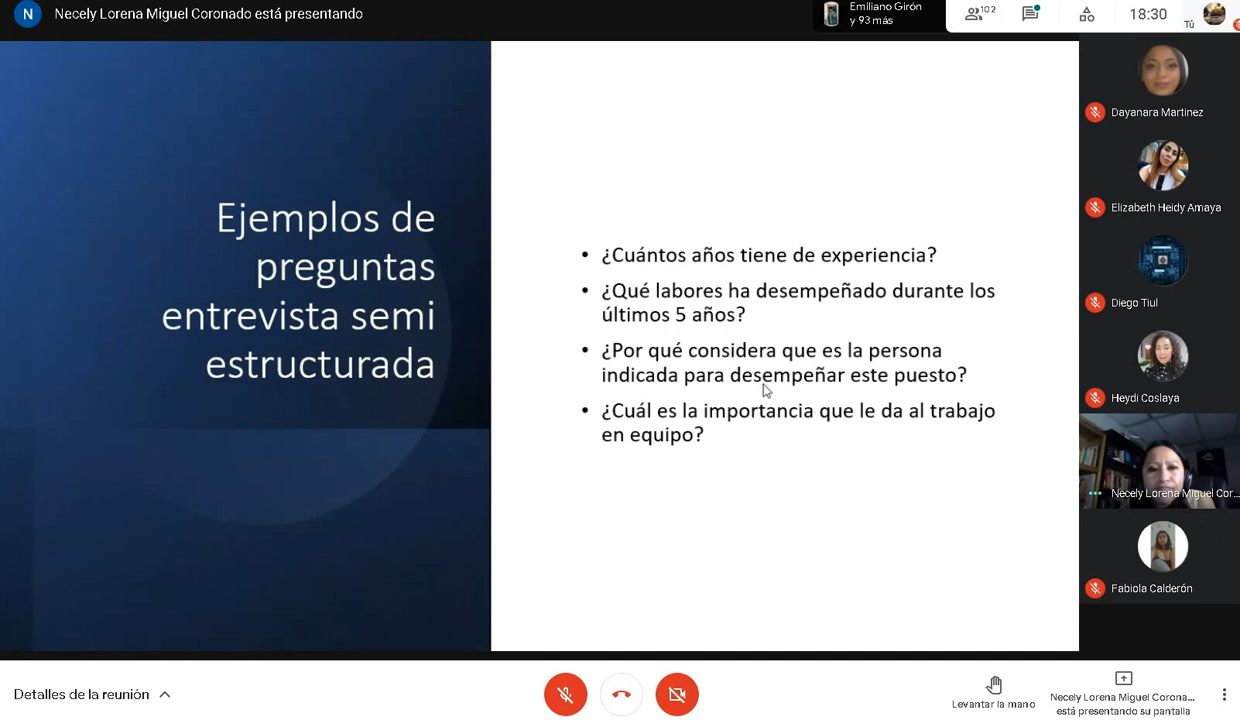 N
Necely Lorena Miguel Coronado está presentando
Emiliano Girón
y 93 más
102
18:30
Tú
Ejemplos de
preguntas
entrevista semi
estructurada
• ¿Cuántos años tiene de experiencia?
• ¿Qué labores ha desempeñado durante los
últimos 5 años?
• ¿Por qué considera que es la persona
indicada para desempeñar este puesto?
• ¿Cuál es la importancia que le da al trabajo
en equipo?
Dayanara Martinez
Elizabeth Heidy Amaya
Diego Tiul
Heydi Coslaya
Necely Lorena Miguel Cor...
Fabiola Calderón
Detalles de la reunión
Levantar la mano
Necely Lorena Miguel Corona...
está presentando su pantalla